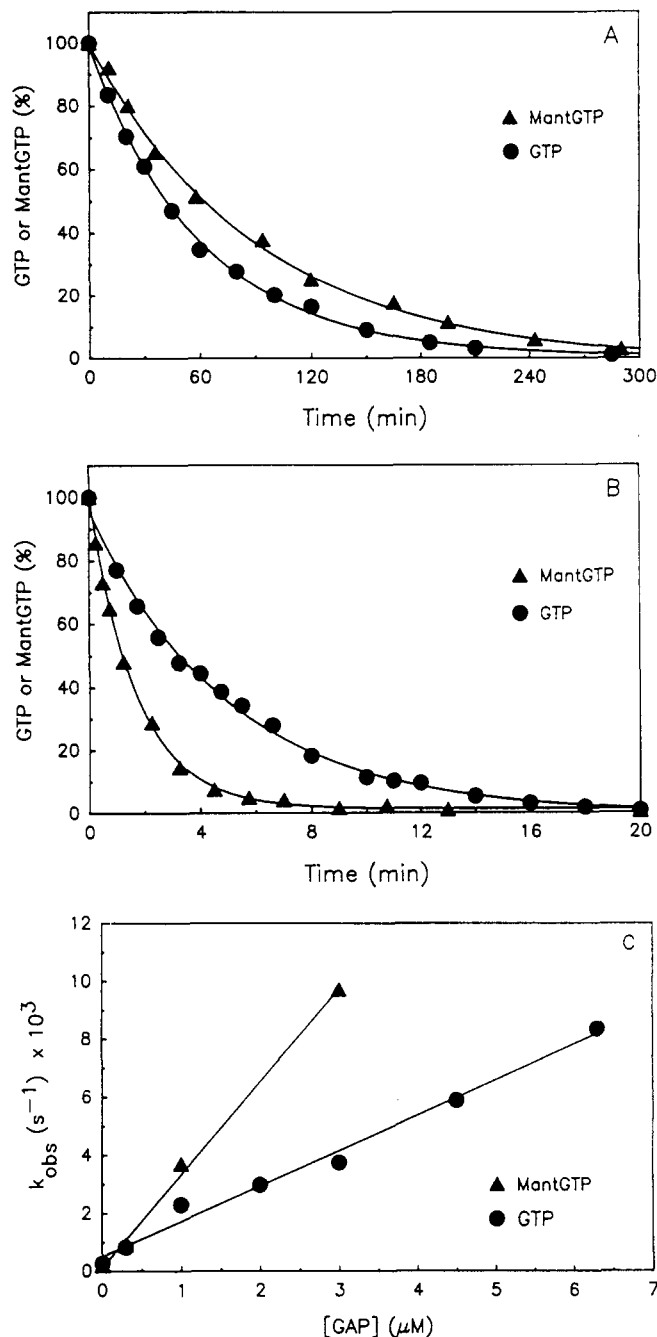 A
GTP or MantGTP (%)
100
80
60
40
20
0
▲ MantGTP
● GTP
0 60 120 180 240 300
Time (min)
B
GTP or MantGTP (%)
100
80
60
40
20
0
▲ MantGTP
● GTP
0 4 8 12 16 20
Time (min)
C
k_obs (s⁻¹) x 10³
12
10
8
6
4
2
0
▲ MantGTP
● GTP
0 1 2 3 4 5 6 7
[GAP] (μM)